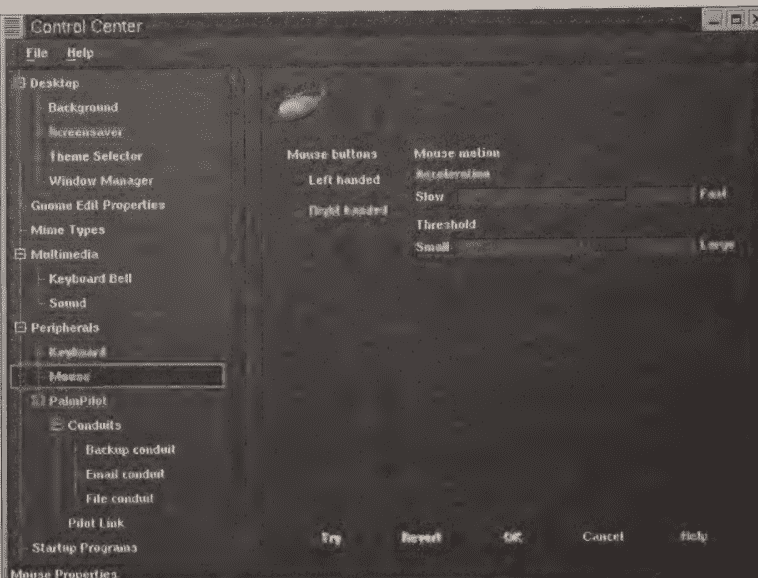 Control Center
File Help
Desktop
Background
Screensaver
Theme Selector
Window Manager
Gnome Edit Properties
Mime Types
Multimedia
Keyboard Bell
Sound
Peripherals
Keyboard
Mouse
PalmPilot
Conduits
Backup conduit
Email conduit
File conduit
Pilot Link
Startup Programs
Mouse buttons
Left handed
Right handed
Mouse motion
Acceleration
Slow Fast
Threshold
Small Large
Try Revert OK Cancel Help
Mouse Properties.